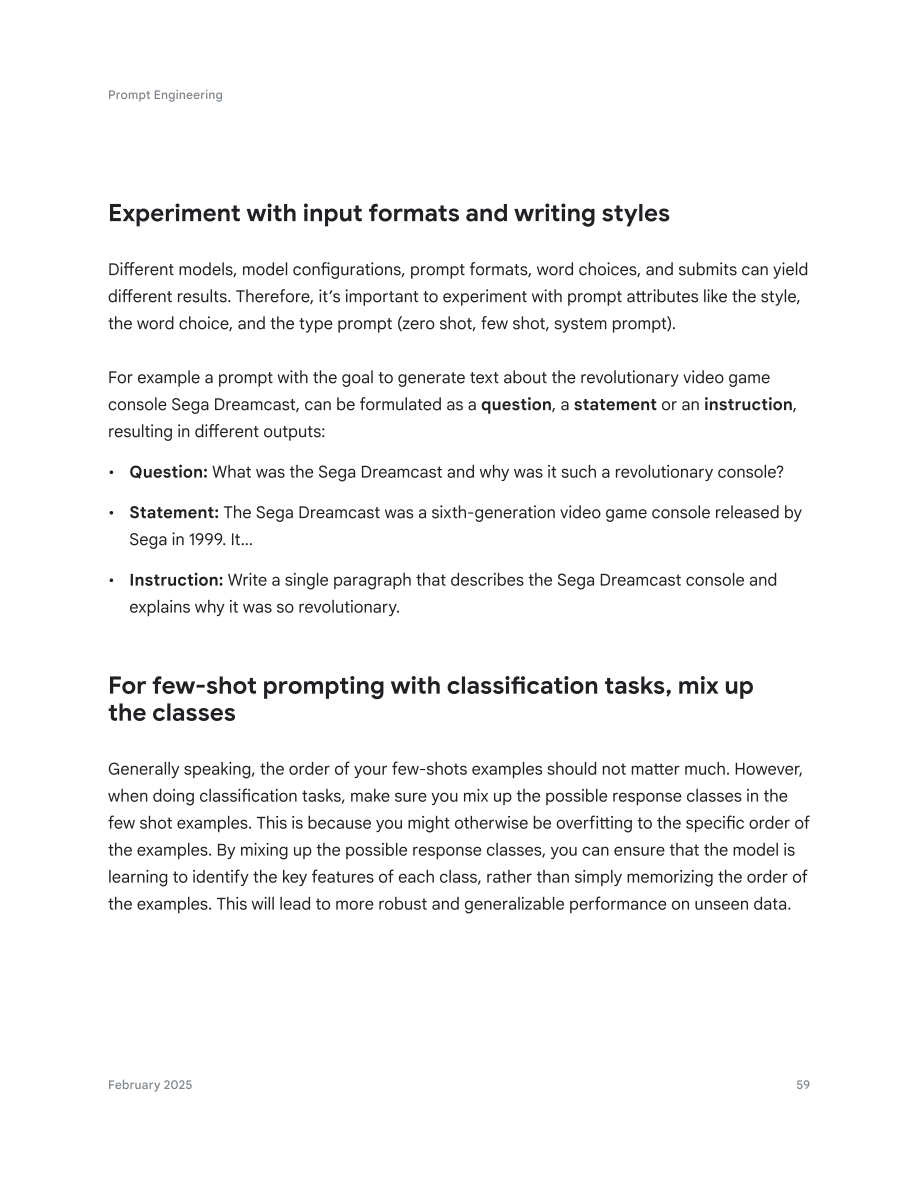 Prompt Engineering
Experiment with input formats and writing styles
Different models, model configurations, prompt formats, word choices, and submits can yield
different results. Therefore, it’s important to experiment with prompt attributes like the style,
the word choice, and the type prompt (zero shot, few shot, system prompt).
For example a prompt with the goal to generate text about the revolutionary video game
console Sega Dreamcast, can be formulated as a question, a statement or an instruction,
resulting in different outputs:
• Question: What was the Sega Dreamcast and why was it such a revolutionary console?
• Statement: The Sega Dreamcast was a sixth-generation video game console released by
Sega in 1999. It...
• Instruction: Write a single paragraph that describes the Sega Dreamcast console and
explains why it was so revolutionary.
For few-shot prompting with classification tasks, mix up
the classes
Generally speaking, the order of your few-shots examples should not matter much. However,
when doing classification tasks, make sure you mix up the possible response classes in the
few shot examples. This is because you might otherwise be overfitting to the specific order of
the examples. By mixing up the possible response classes, you can ensure that the model is
learning to identify the key features of each class, rather than simply memorizing the order of
the examples. This will lead to more robust and generalizable performance on unseen data.
February 2025
59